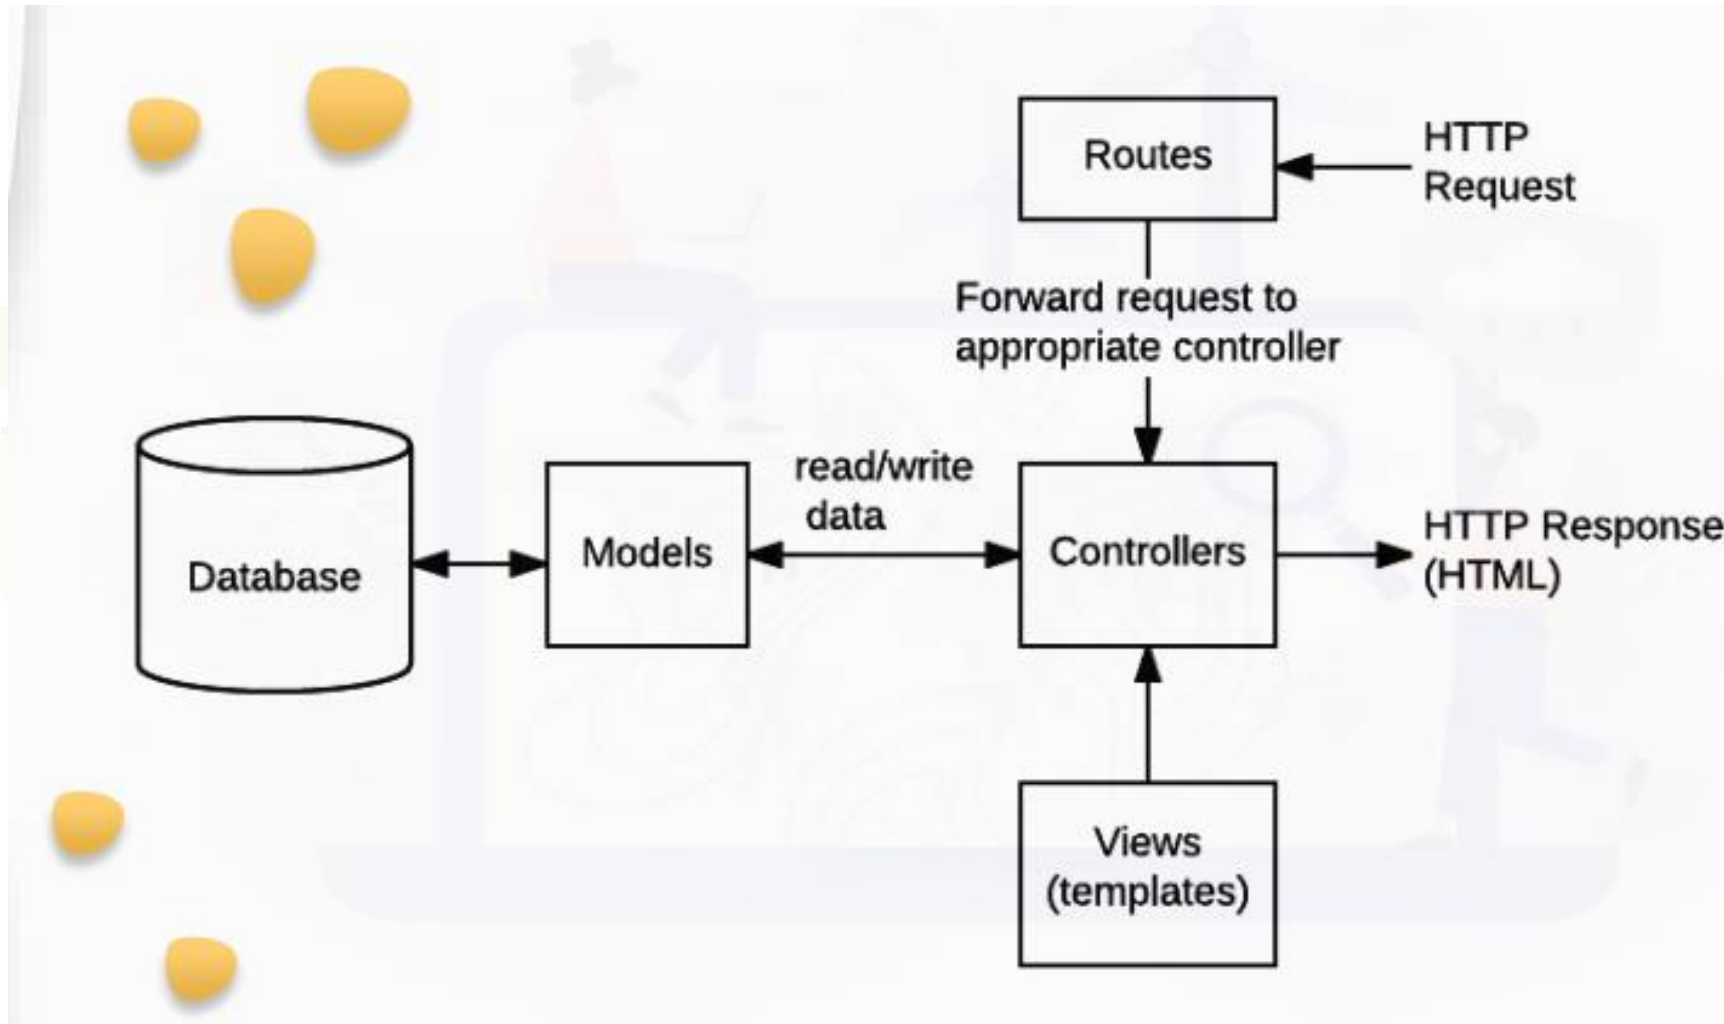 Routes
HTTP
Request
Forward request to
appropriate controller
read/write
data
Database
Models
Controllers
HTTP Response
(HTML)
Views
(templates)